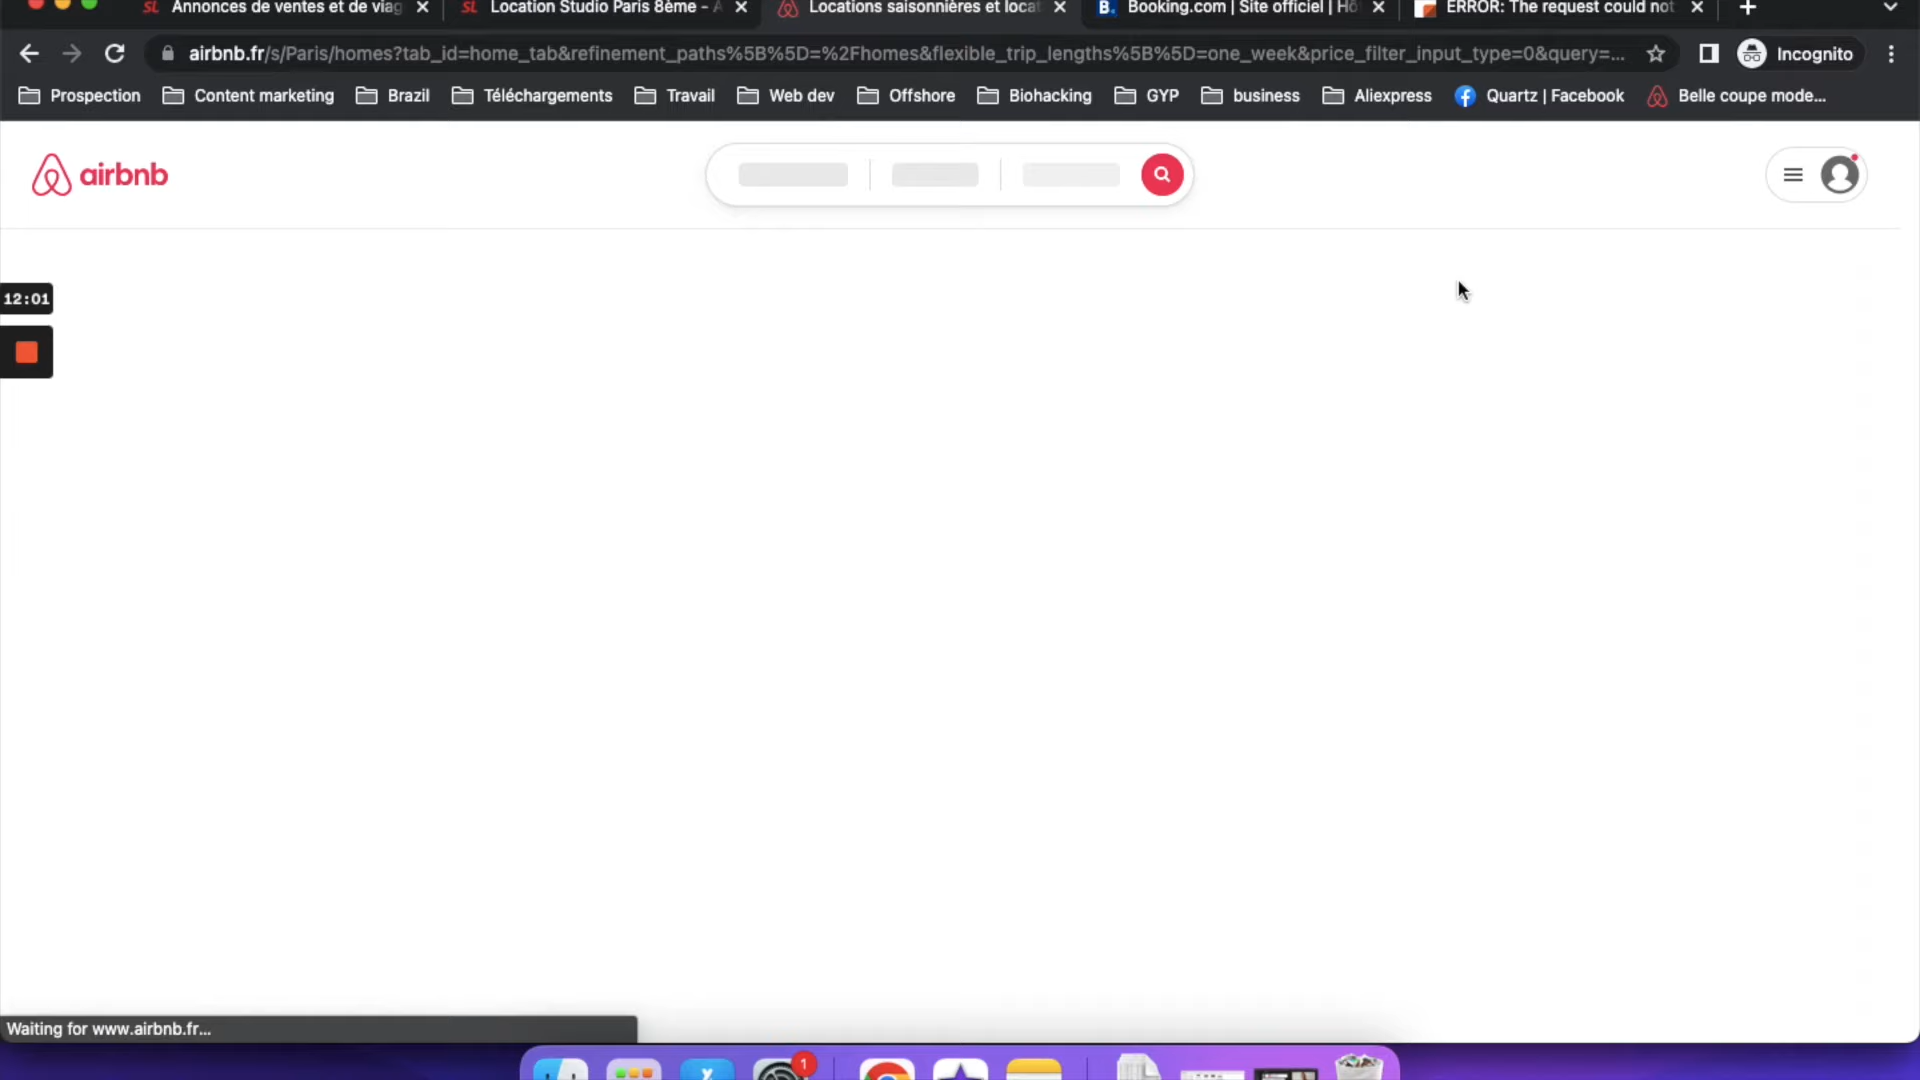 Annonces de ventes et de viag
Location Studio Paris 8ème - A
Locations saisonnières et locat
B. Booking.com | Site officiel | Hô
ERROR: The request could not
airbnb.fr/s/Paris/homes?tab_id=home_tab&refinement_paths%5B%5D=%2Fhomes&flexible_trip_lengths%5B%5D=one_week&price_filter_input_type=0&query=...
Incognito
Prospection
Content marketing
Brazil
Téléchargements
Travail
Web dev
Offshore
Biohacking
GYP
business
Aliexpress
Quartz | Facebook
Belle coupe mode...
airbnb
12:01
Waiting for www.airbnb.fr...
1